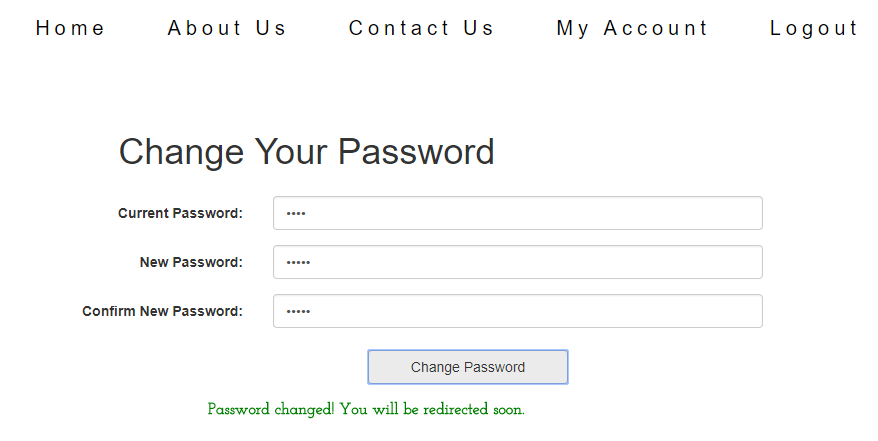 Home About Us Contact Us My Account Logout
Change Your Password
Current Password: ••••
New Password: •••••
Confirm New Password: •••••
Change Password
Password changed! You will be redirected soon.